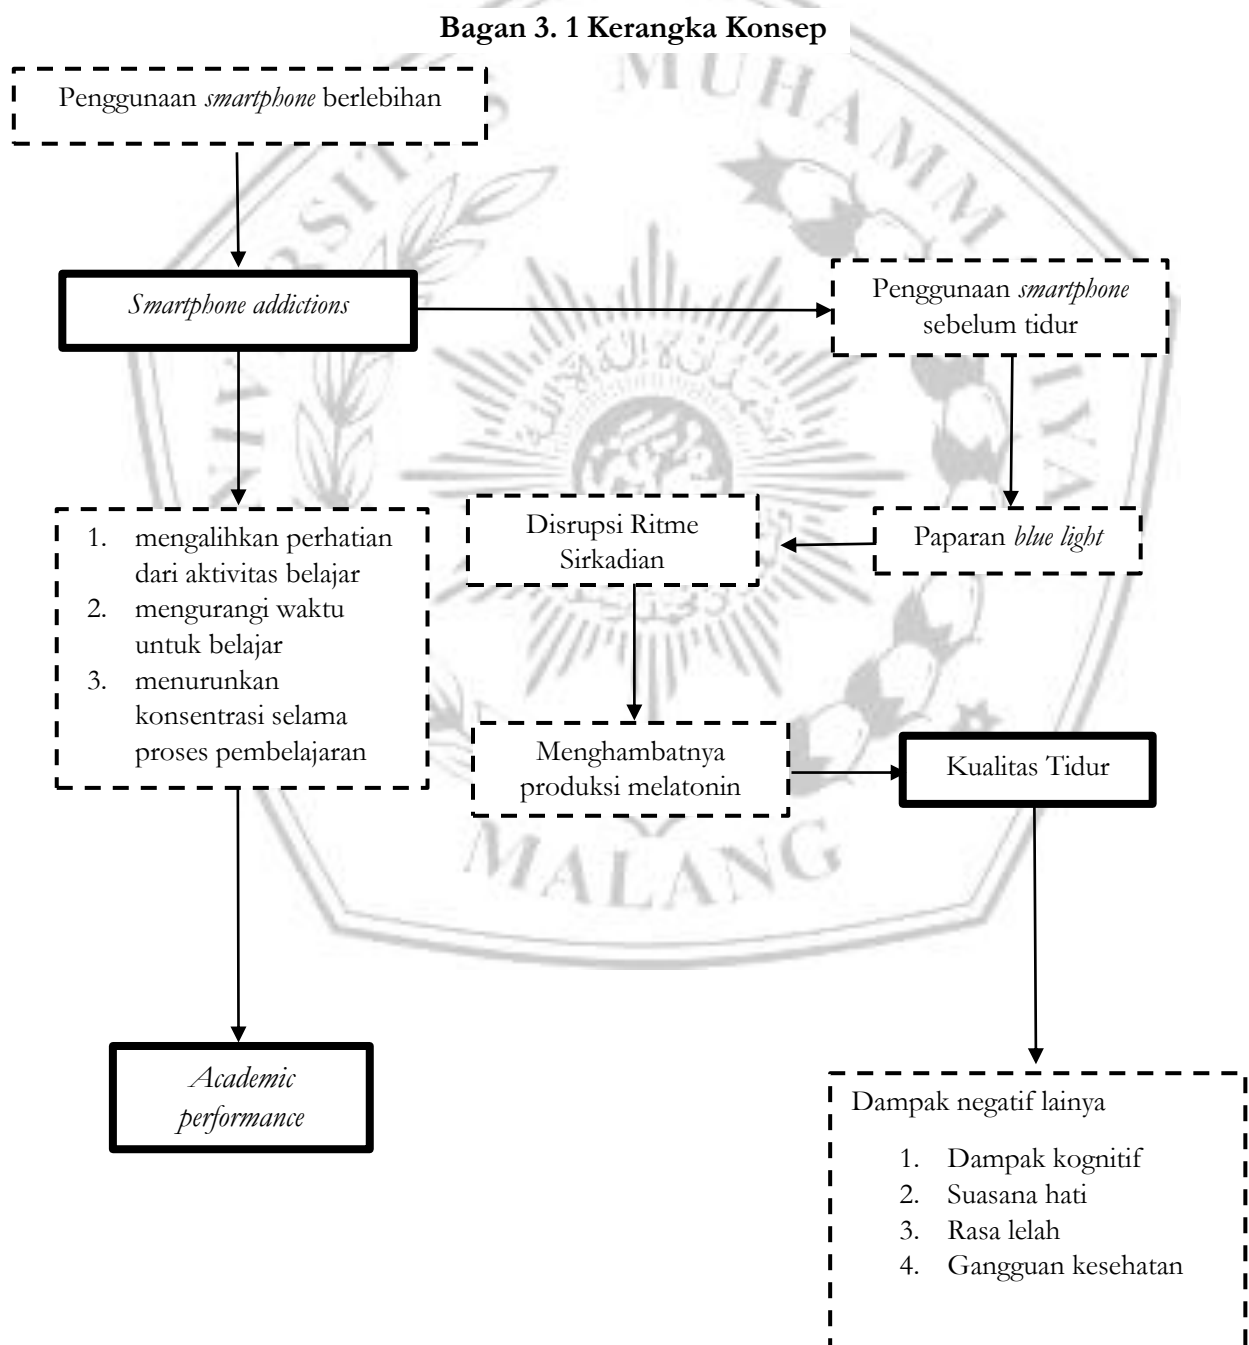 Bagan 3. 1 Kerangka Konsep
Penggunaan smartphone berlebihan
Smartphone addictions
Penggunaan smartphone
sebelum tidur
1. mengalihkan perhatian
dari aktivitas belajar
2. mengurangi waktu
untuk belajar
3. menurunkan
konsentrasi selama
proses pembelajaran
Disrupsi Ritme
Sirkadian
Paparan blue light
Menghambatnya
produksi melatonin
Kualitas Tidur
Academic
performance
Dampak negatif lainya
1. Dampak kognitif
2. Suasana hati
3. Rasa lelah
4. Gangguan kesehatan
MUHAMM
IYA
MALANG